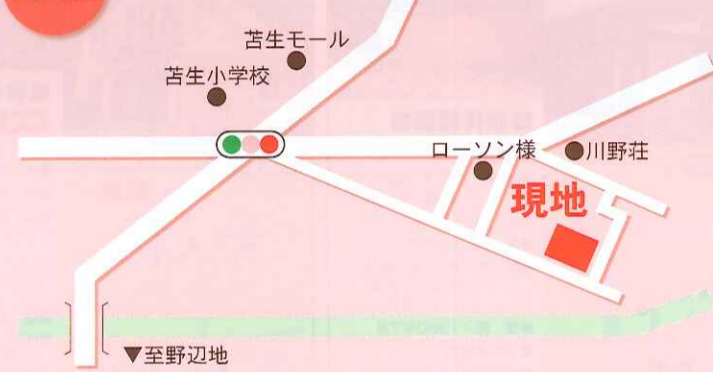 苫生モール
苫生小学校
ローソン様
川野荘
現地
▼至野辺地